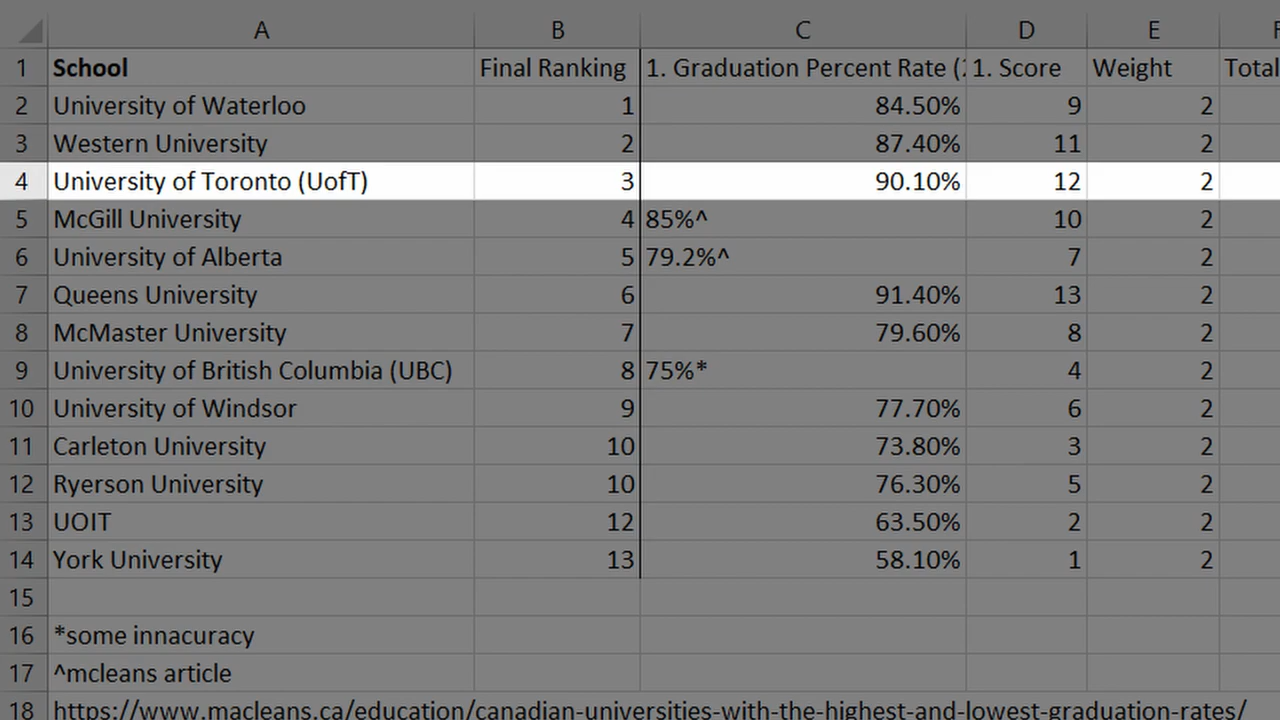 A B C D E F
1 School Final Ranking 1. Graduation Percent Rate (2 1. Score Weight Total
2 University of Waterloo 1 84.50% 9 2
3 Western University 2 87.40% 11 2
4 University of Toronto (UofT) 3 90.10% 12 2
5 McGill University 4 85%^ 10 2
6 University of Alberta 5 79.2%^ 7 2
7 Queens University 6 91.40% 13 2
8 McMaster University 7 79.60% 8 2
9 University of British Columbia (UBC) 8 75%* 4 2
10 University of Windsor 9 77.70% 6 2
11 Carleton University 10 73.80% 3 2
12 Ryerson University 10 76.30% 5 2
13 UOIT 12 63.50% 2 2
14 York University 13 58.10% 1 2
15
16 *some innacuracy
17 ^mcleans article
18 https://www.macleans.ca/education/canadian-universities-with-the-highest-and-lowest-graduation-rates/